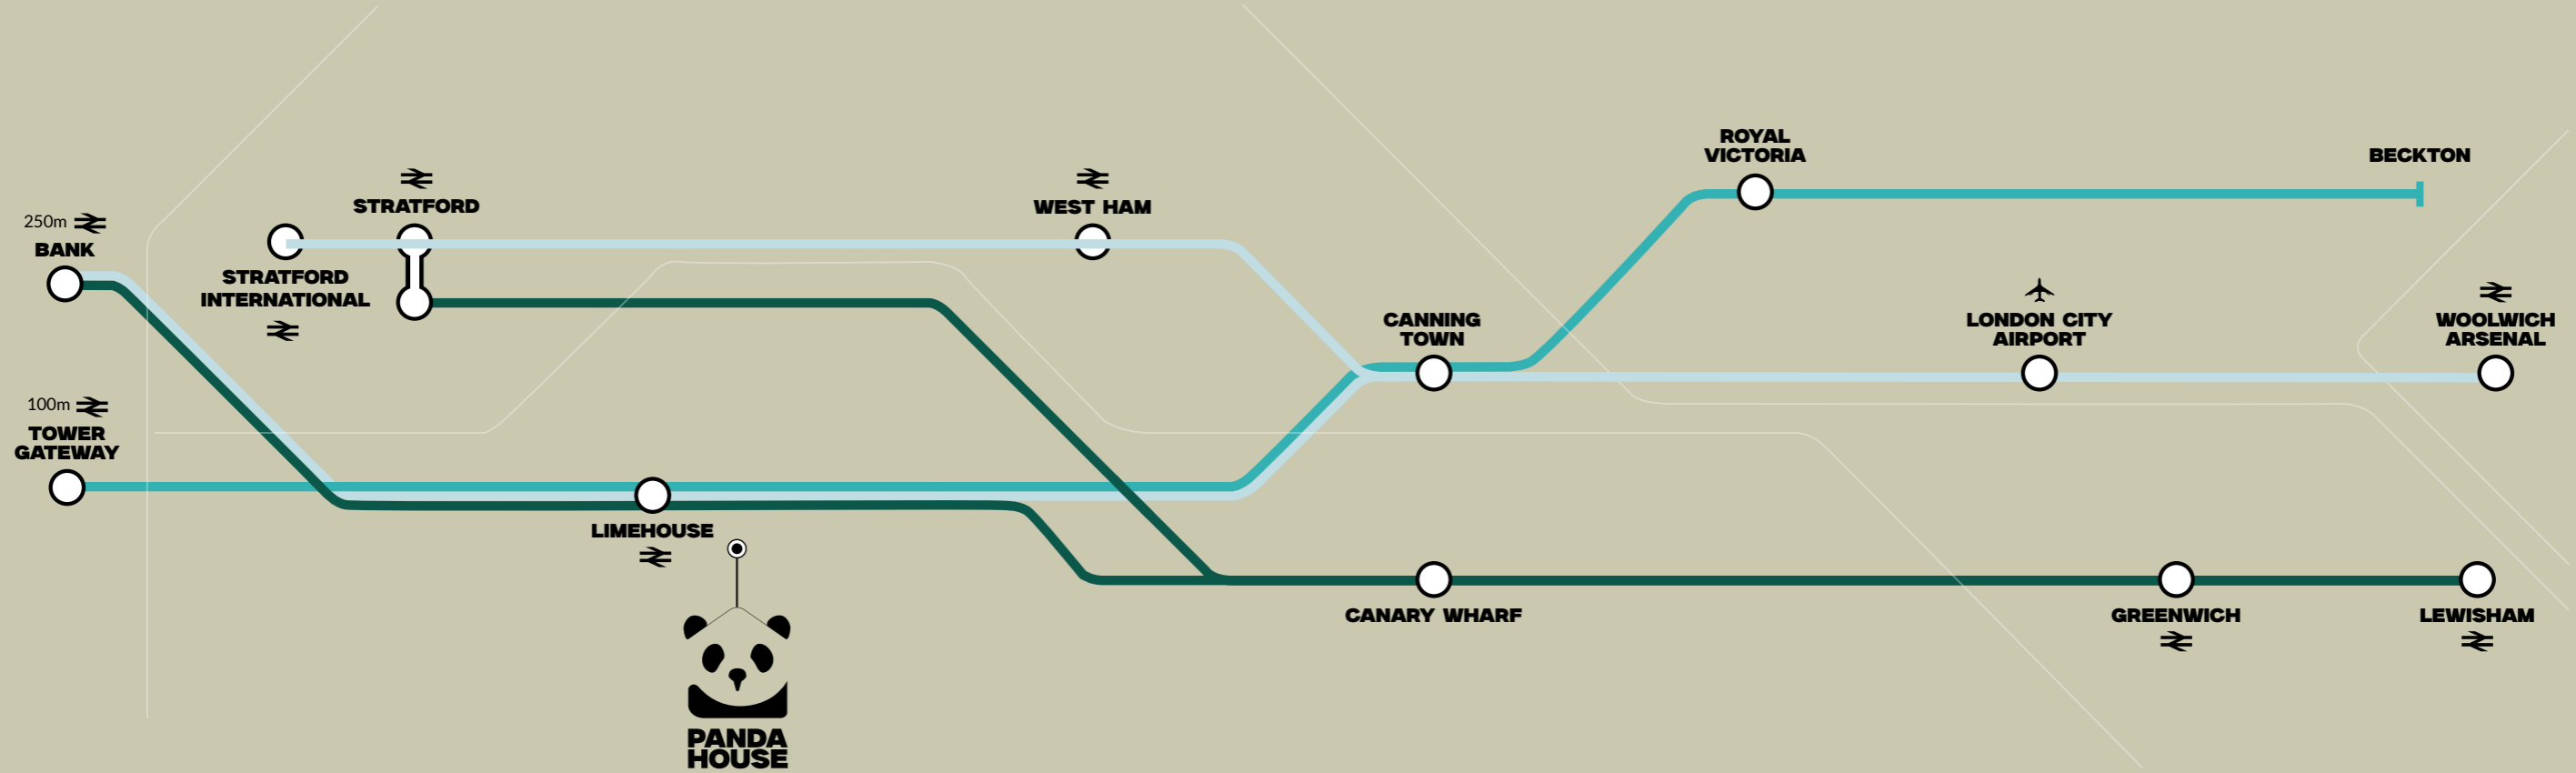 ROYAL
VICTORIA
BECKTON
STRATFORD
WEST HAM
250m
BANK
STRATFORD
INTERNATIONAL
CANNING
TOWN
LONDON CITY
AIRPORT
WOOLWICH
ARSENAL
100m
TOWER
GATEWAY
LIMEHOUSE
CANARY WHARF
GREENWICH
LEWISHAM
PANDA
HOUSE